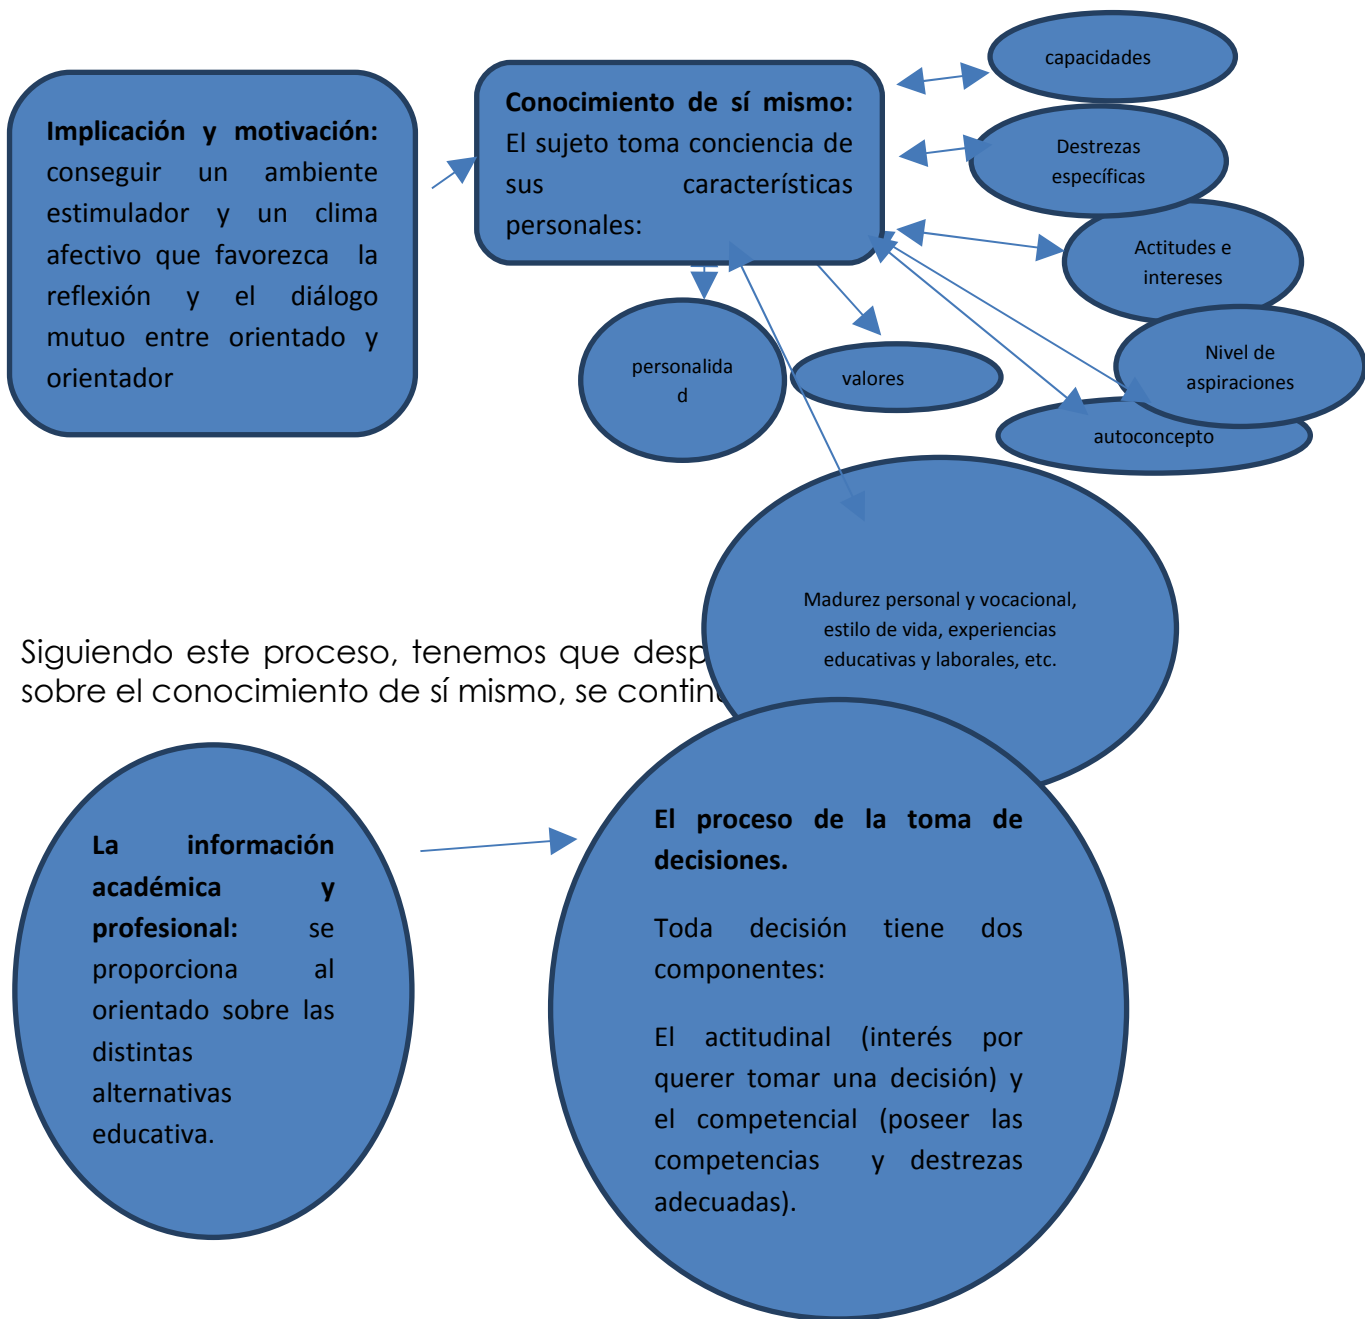 Implicación y motivación:
conseguir un ambiente
estimulador y un clima
afectivo que favorezca la
reflexión y el diálogo
mutuo entre orientado y
orientador
Conocimiento de sí mismo:
El sujeto toma conciencia de
sus características
personales:
capacidades
Destrezas
específicas
Actitudes e
intereses
Nivel de
aspiraciones
autoconcepto
valores
personalida
d
Madurez personal y vocacional,
estilo de vida, experiencias
educativas y laborales, etc.
Siguiendo este proceso, tenemos que
sobre el conocimiento de sí mismo, se
La información
académica y
profesional: se
proporciona al
orientado sobre las
distintas
alternativas
educativa.
El proceso de la toma de
decisiones.
Toda decisión tiene dos
componentes:
El actitudinal (interés por
querer tomar una decisión) y
el competencial (poseer las
competencias y destrezas
adecuadas).